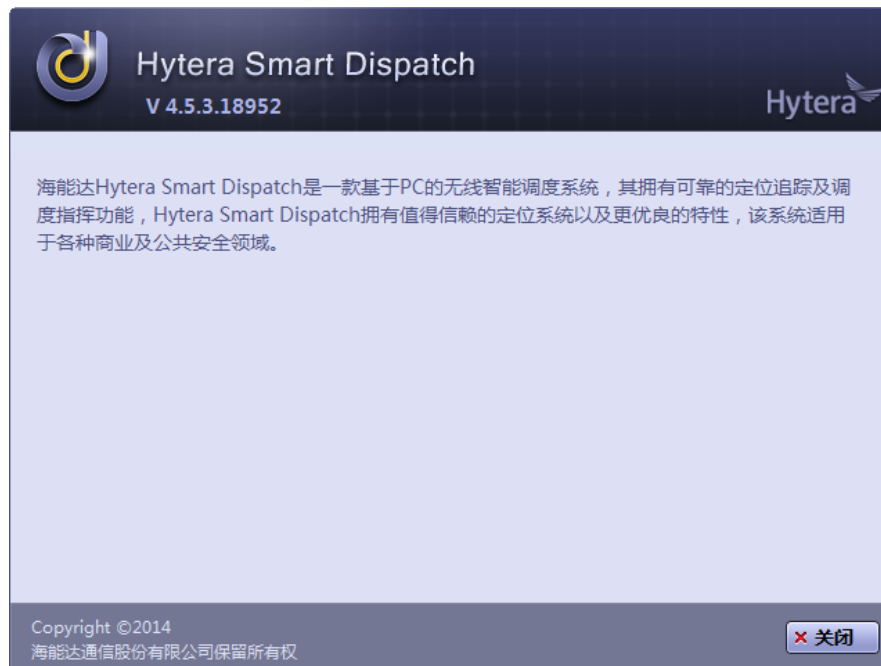 Hytera Smart Dispatch
V 4.5.3.18952
Hytera
海能达Hytera Smart Dispatch是一款基于PC的无线智能调度系统，其拥有可靠的定位追踪及调
度指挥功能，Hytera Smart Dispatch拥有值得信赖的定位系统以及更优良的特性，该系统适用
于各种商业及公共安全领域。
Copyright ©2014
海能达通信股份有限公司保留所有权
关闭